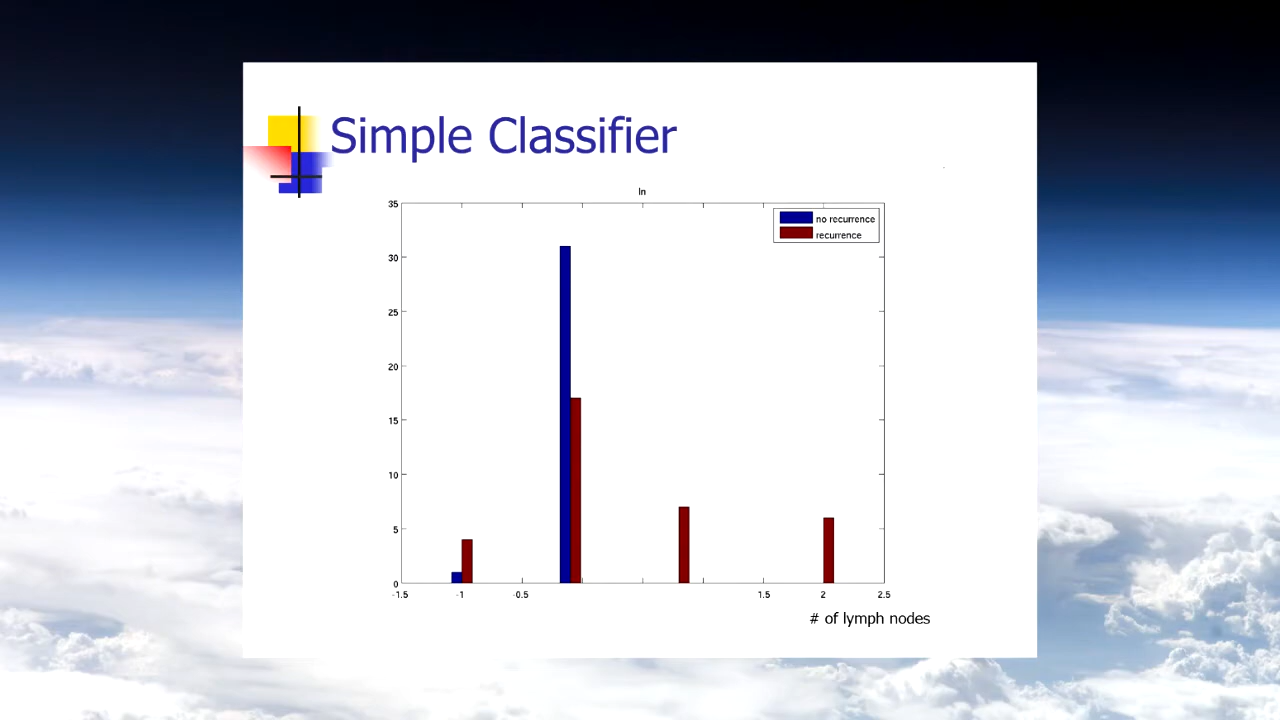 Simple Classifier
ln
no recurrence
recurrence
35
30
25
20
15
10
5
0
-1.5 -1 -0.5 1.5 2 2.5
# of lymph nodes